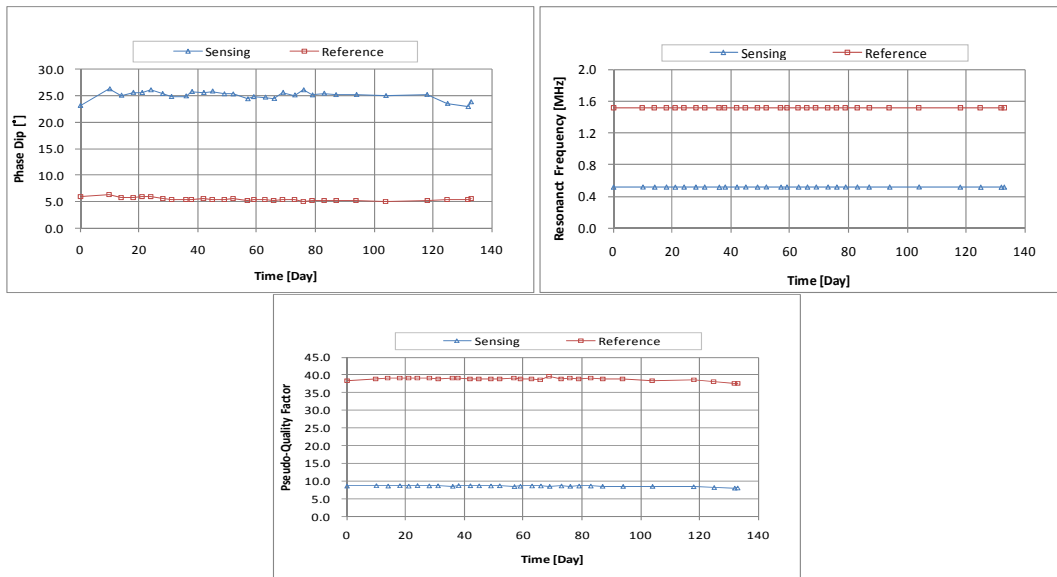 Sensing Reference
30.0
25.0
20.0
15.0
10.0
5.0
0.0
Phase Dip [°]
0 20 40 60 80 100 120 140
Time [Day]
Sensing Reference
2.0
1.6
1.2
0.8
0.4
0.0
Resonanct Frequency [MHz]
0 20 40 60 80 100 120 140
Time [Day]
Sensing Reference
45.0
40.0
35.0
30.0
25.0
20.0
15.0
10.0
5.0
0.0
Pseudo-Quality Factor
0 20 40 60 80 100 120 140
Time [Day]